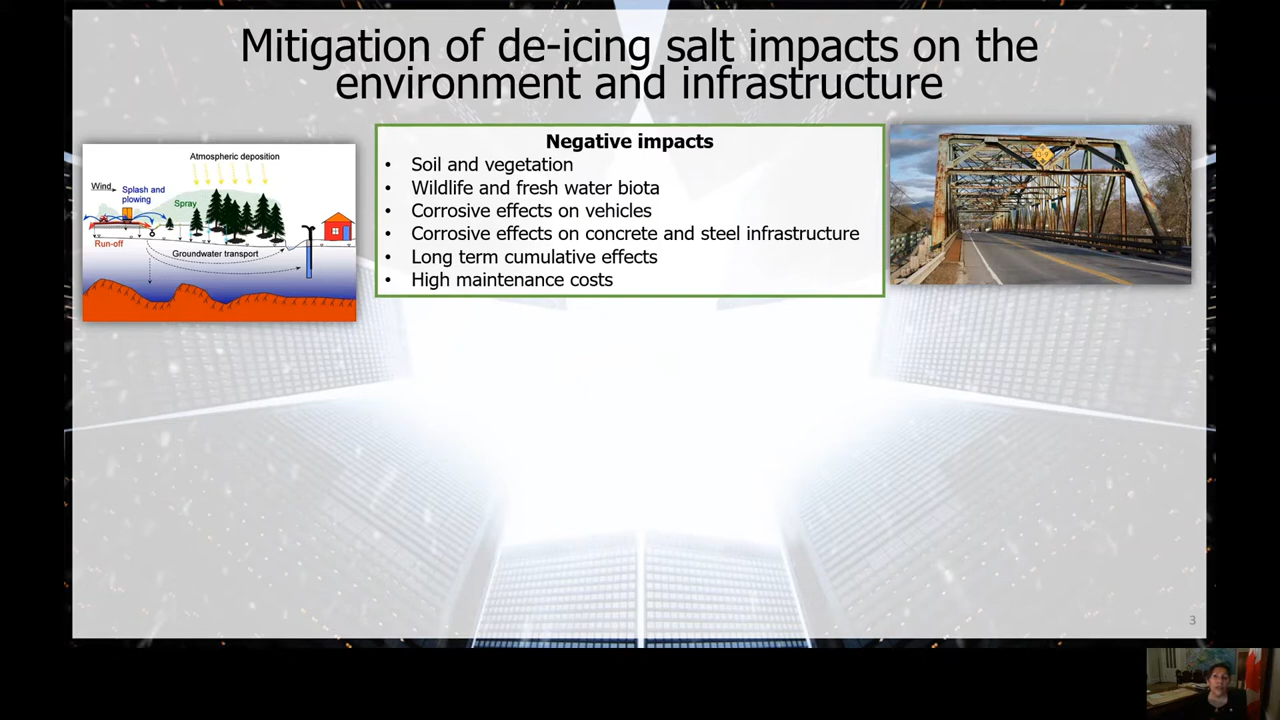 Mitigation of de-icing salt impacts on the
environment and infrastructure
Atmospheric deposition
Wind
Splash and
plowing
Spray
Run-off
Groundwater transport
Negative impacts
• Soil and vegetation
• Wildlife and fresh water biota
• Corrosive effects on vehicles
• Corrosive effects on concrete and steel infrastructure
• Long term cumulative effects
• High maintenance costs
3